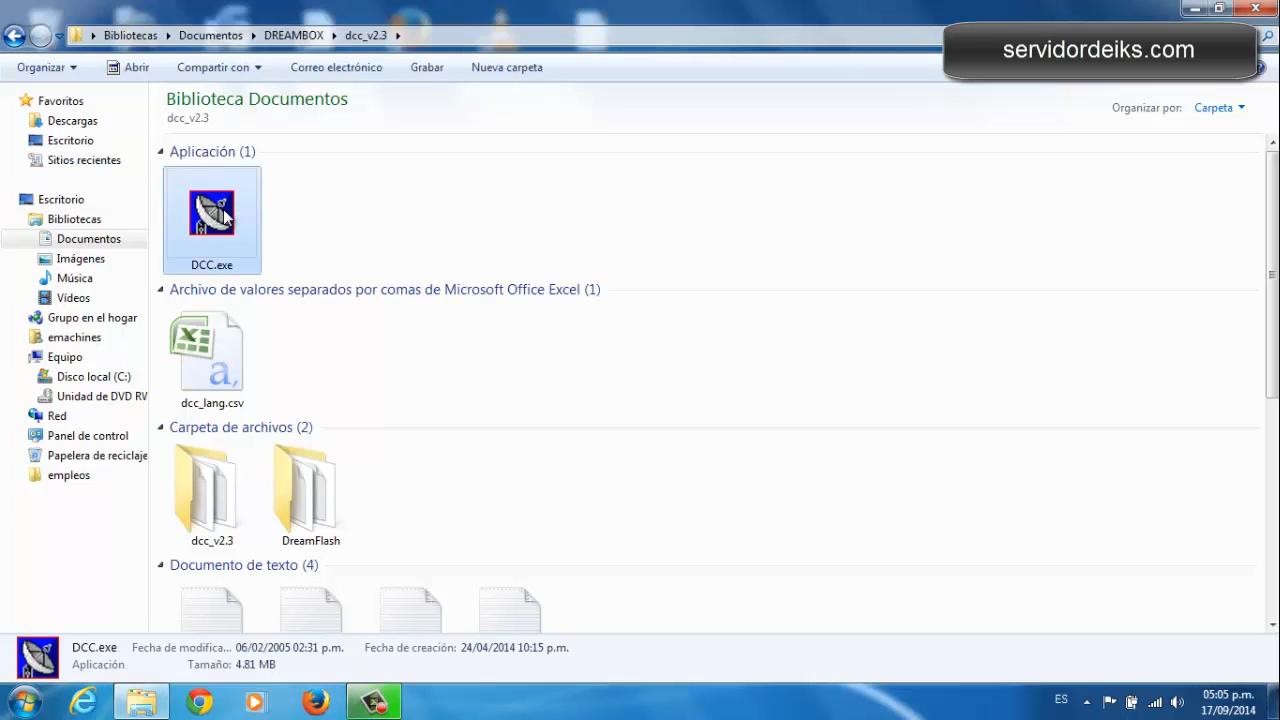 Bibliotecas Documentos DREAMBOX dcc_v2.3
servidordeiks.com
Organizar Abrir Compartir con Correo electrónico Grabar Nueva carpeta
Biblioteca Documentos
dcc_v2.3
Organizar por: Carpeta
Favoritos
Descargas
Escritorio
Sitios recientes
Escritorio
Bibliotecas
Documentos
Imágenes
Música
Vídeos
Grupo en el hogar
emachines
Equipo
Disco local (C:)
Unidad de DVD RW
Red
Panel de control
Papelera de reciclaje
empleos
Aplicación (1)
DCC.exe
Archivo de valores separados por comas de Microsoft Office Excel (1)
a,
dcc_lang.csv
Carpeta de archivos (2)
dcc_v2.3 DreamFlash
Documento de texto (4)
DCC.exe Fecha de modifica... 06/02/2005 02:31 p.m. Fecha de creación: 24/04/2014 10:15 p.m.
Aplicación Tamaño: 4.81 MB
ES
05:05 p.m.
17/09/2014